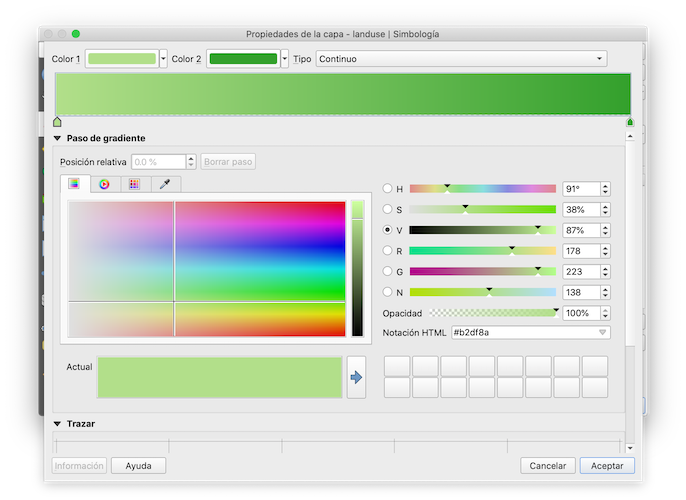 Propiedades de la capa - landuse | Simbología
Color 1 Color 2 Tipo Continuo
Paso de gradiente
Posición relativa 0.0 % Borrar paso
H 91°
S 38%
V 87%
R 178
G 223
N 138
Opacidad 100%
Notación HTML #b2df8a
Actual
Trazar
Información Ayuda Cancelar Aceptar